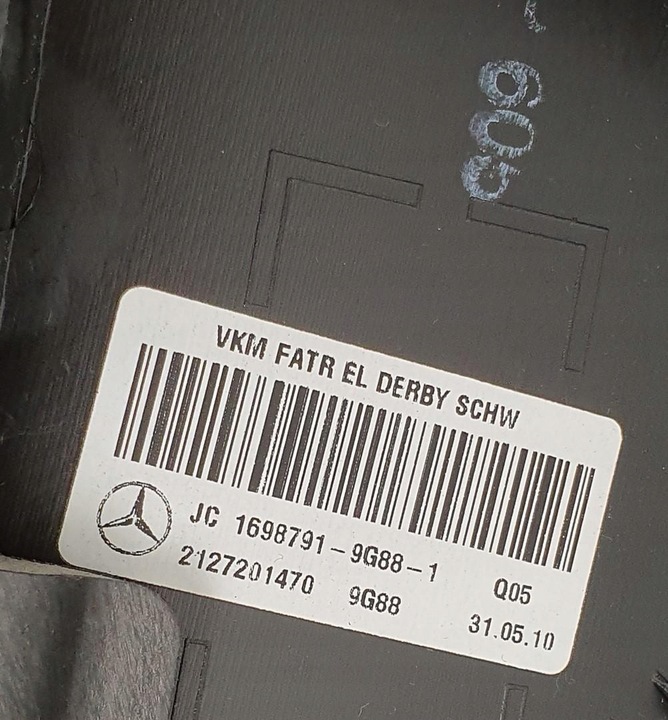 609
VKM FATR EL DERBY SCHW
JC 1698791-9G88-1 Q05
2127201470 9G88 31.05.10